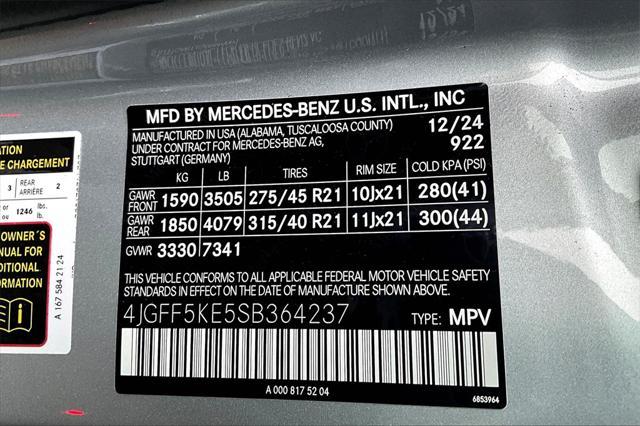 MFD BY MERCEDES-BENZ U.S. INTL., INC
MANUFACTURED IN USA (ALABAMA, TUSCALOOSA COUNTY) 12/24
UNDER CONTRACT FOR MERCEDES-BENZ AG, 922
STUTTGART (GERMANY)
KG LB TIRES RIM SIZE COLD KPA (PSI)
GAWR FRONT 1590 3505 275/45 R21 10Jx21 280(41)
GAWR REAR 1850 4079 315/40 R21 11Jx21 300(44)
GVWR 3330 7341
THIS VEHICLE CONFORMS TO ALL APPLICABLE FEDERAL MOTOR VEHICLE SAFETY
STANDARDS IN EFFECT ON THE DATE OF MANUFACTURE SHOWN ABOVE.
4JGFF5KE5SB364237 TYPE: MPV
A 000 817 52 04
6853964
ATION
E CHARGEMENT
3 REAR ARRIÈRE 2
or ou 1246 lbs.
OWNER´S
NUAL FOR
DITIONAL
ORMATION
A 167 584 21 24
12/24